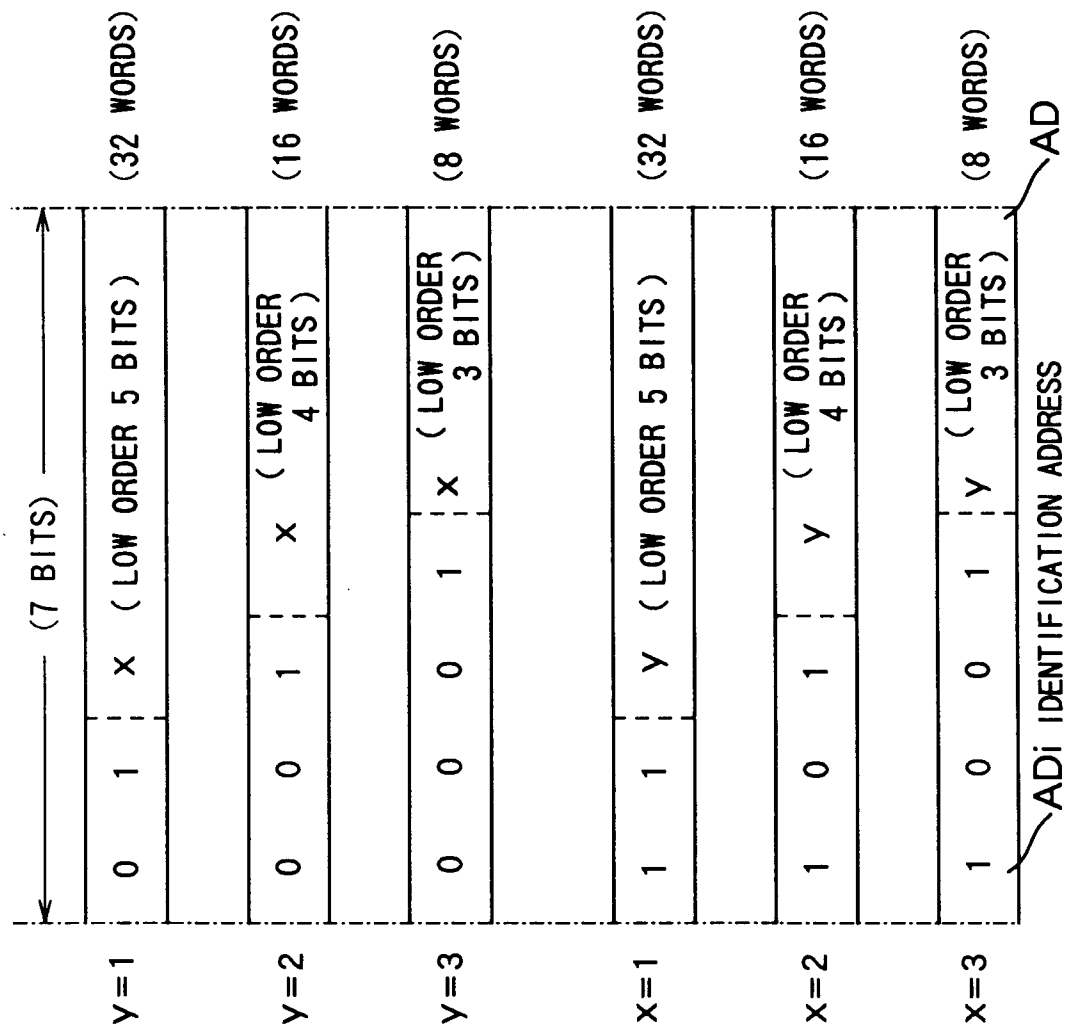 (7 BITS)
y=1 0 1 x (LOW ORDER 5 BITS) (32 WORDS)
y=2 0 0 1 x (LOW ORDER 4 BITS) (16 WORDS)
y=3 0 0 0 1 x (LOW ORDER 3 BITS) (8 WORDS)
x=1 1 1 y (LOW ORDER 5 BITS) (32 WORDS)
x=2 1 0 1 y (LOW ORDER 4 BITS) (16 WORDS)
x=3 1 0 0 1 y (LOW ORDER 3 BITS) (8 WORDS)
ADi IDENTIFICATION ADDRESS
AD